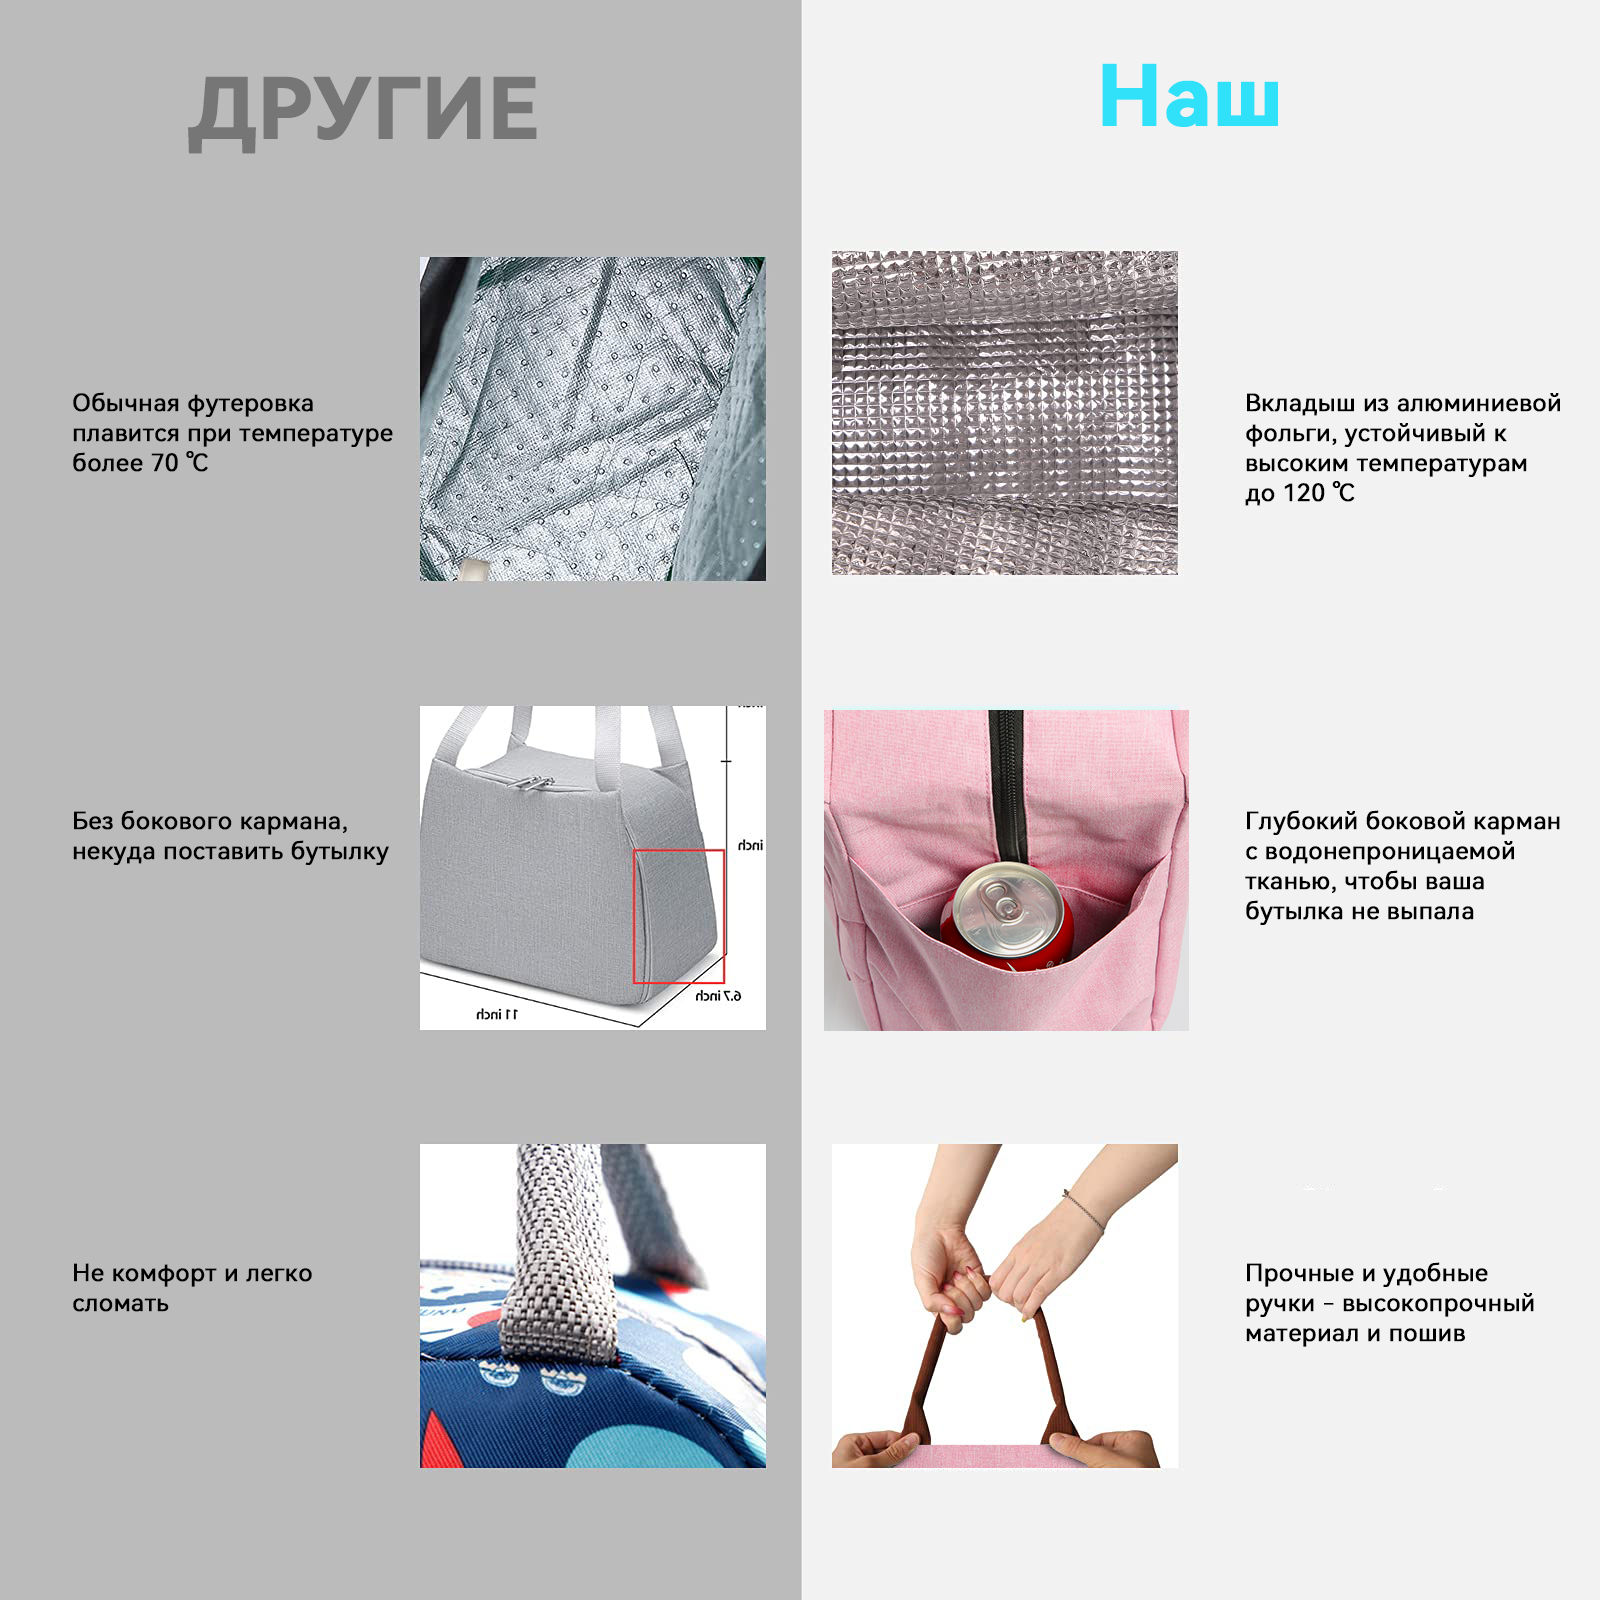 ДРУГИЕ
Наш
Обычная футеровка
плавится при температуре
более 70 ℃
Вкладыш из алюминиевой
фольги, устойчивый к
высоким температурам
до 120 ℃
Без бокового кармана,
некуда поставить бутылку
inch
6.7 inch
11 inch
Глубокий боковой карман
с водонепроницаемой
тканью, чтобы ваша
бутылка не выпала
Не комфорт и легко
сломать
Прочные и удобные
ручки – высокопрочный
материал и пошив